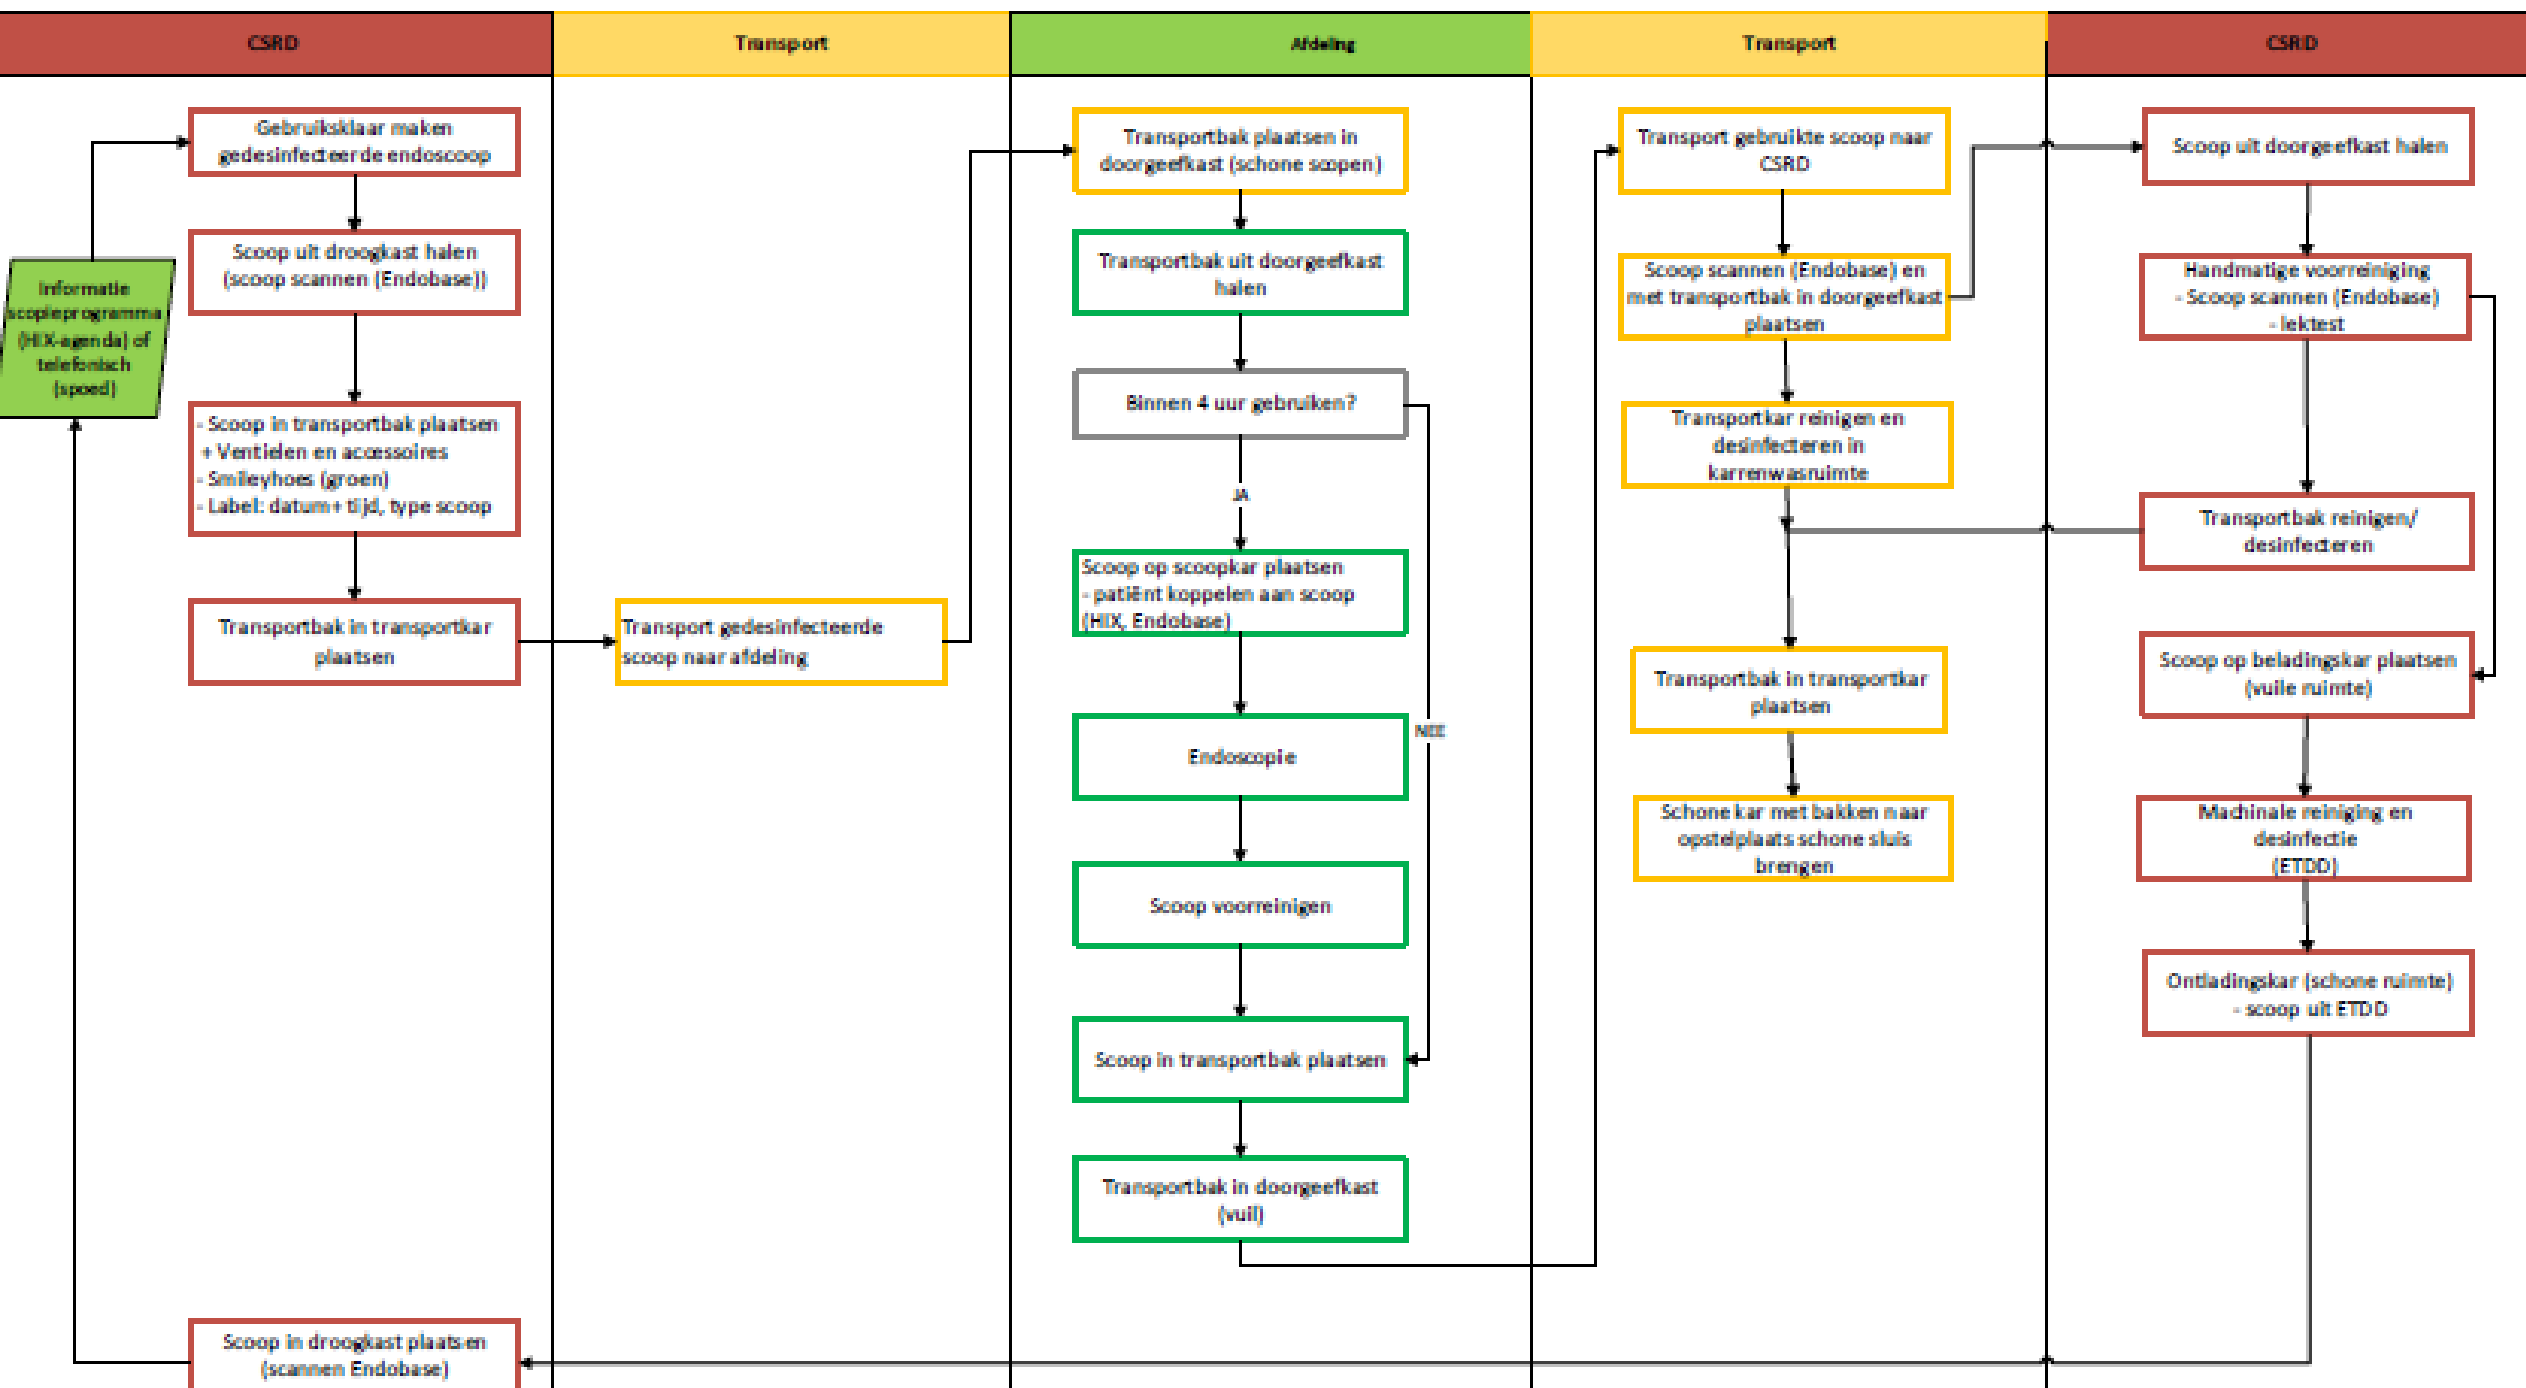 CSRD
Transport
Afdeling
Transport
CSRD
Gebruiksklaar maken
gedesinfecteerde endoscoop
Scoop uit droogkast halen
(scoop scannen (Endobase))
Informatie
scopieprogramma
(HIX-agenda) of
telefonisch
(spoed)
- Scoop in transportbak plaatsen
+ Ventielen en accessoires
- Smileyhoes (groen)
- Label: datum+ tijd, type scoop
Transportbak in transportkar
plaatsen
Scoop in droogkast plaatsen
(scannen Endobase)
Transport gedesinfecteerde
scoop naar afdeling
Transportbak plaatsen in
doorgeefkast (schone scopen)
Transportbak uit doorgeefkast
halen
Binnen 4 uur gebruiken?
JA
Scoop op scoopkar plaatsen
- patiënt koppelen aan scoop
(HIX, Endobase)
NEE
Endoscopie
Scoop voorreinigen
Scoop in transportbak plaatsen
Transportbak in doorgeefkast
(vuil)
Transport gebruikte scoop naar
CSRD
Scoop scannen (Endobase) en
met transportbak in doorgeefkast
plaatsen
Transportkar reinigen en
desinfecteren in
karrenwasruimte
Transportbak in transportkar
plaatsen
Schone kar met bakken naar
opstelplaats schone sluis
brengen
Scoop uit doorgeefkast halen
Handmatige voorreiniging
- Scoop scannen (Endobase)
- lektest
Transportbak reinigen/
desinfecteren
Scoop op beladingskar plaatsen
(vuile ruimte)
Machinale reiniging en
desinfectie
(ETDD)
Ontladingskar (schone ruimte)
- scoop uit ETDD